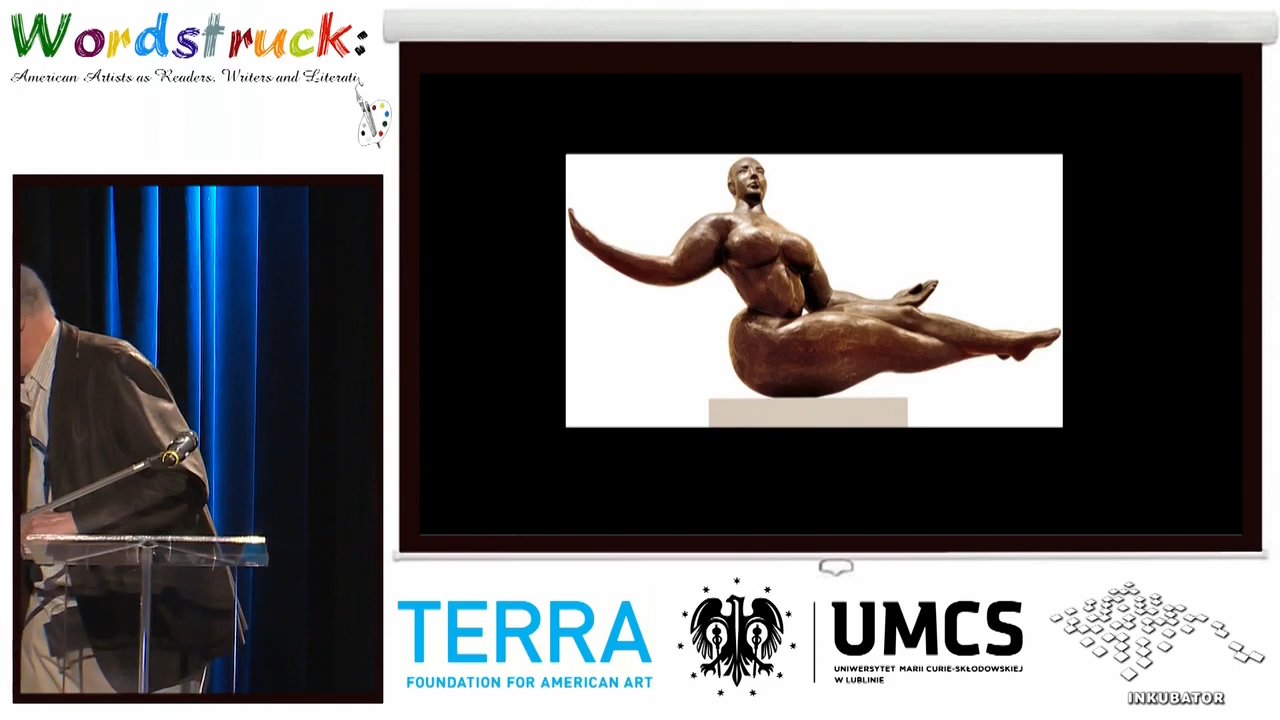 Wordstruck:
American Artists as Readers, Writers and Literati
TERRA
FOUNDATION FOR AMERICAN ART
UMCS
UNIWERSYTET MARII CURIE-SKŁODOWSKIEJ
W LUBLINIE
INKUBATOR